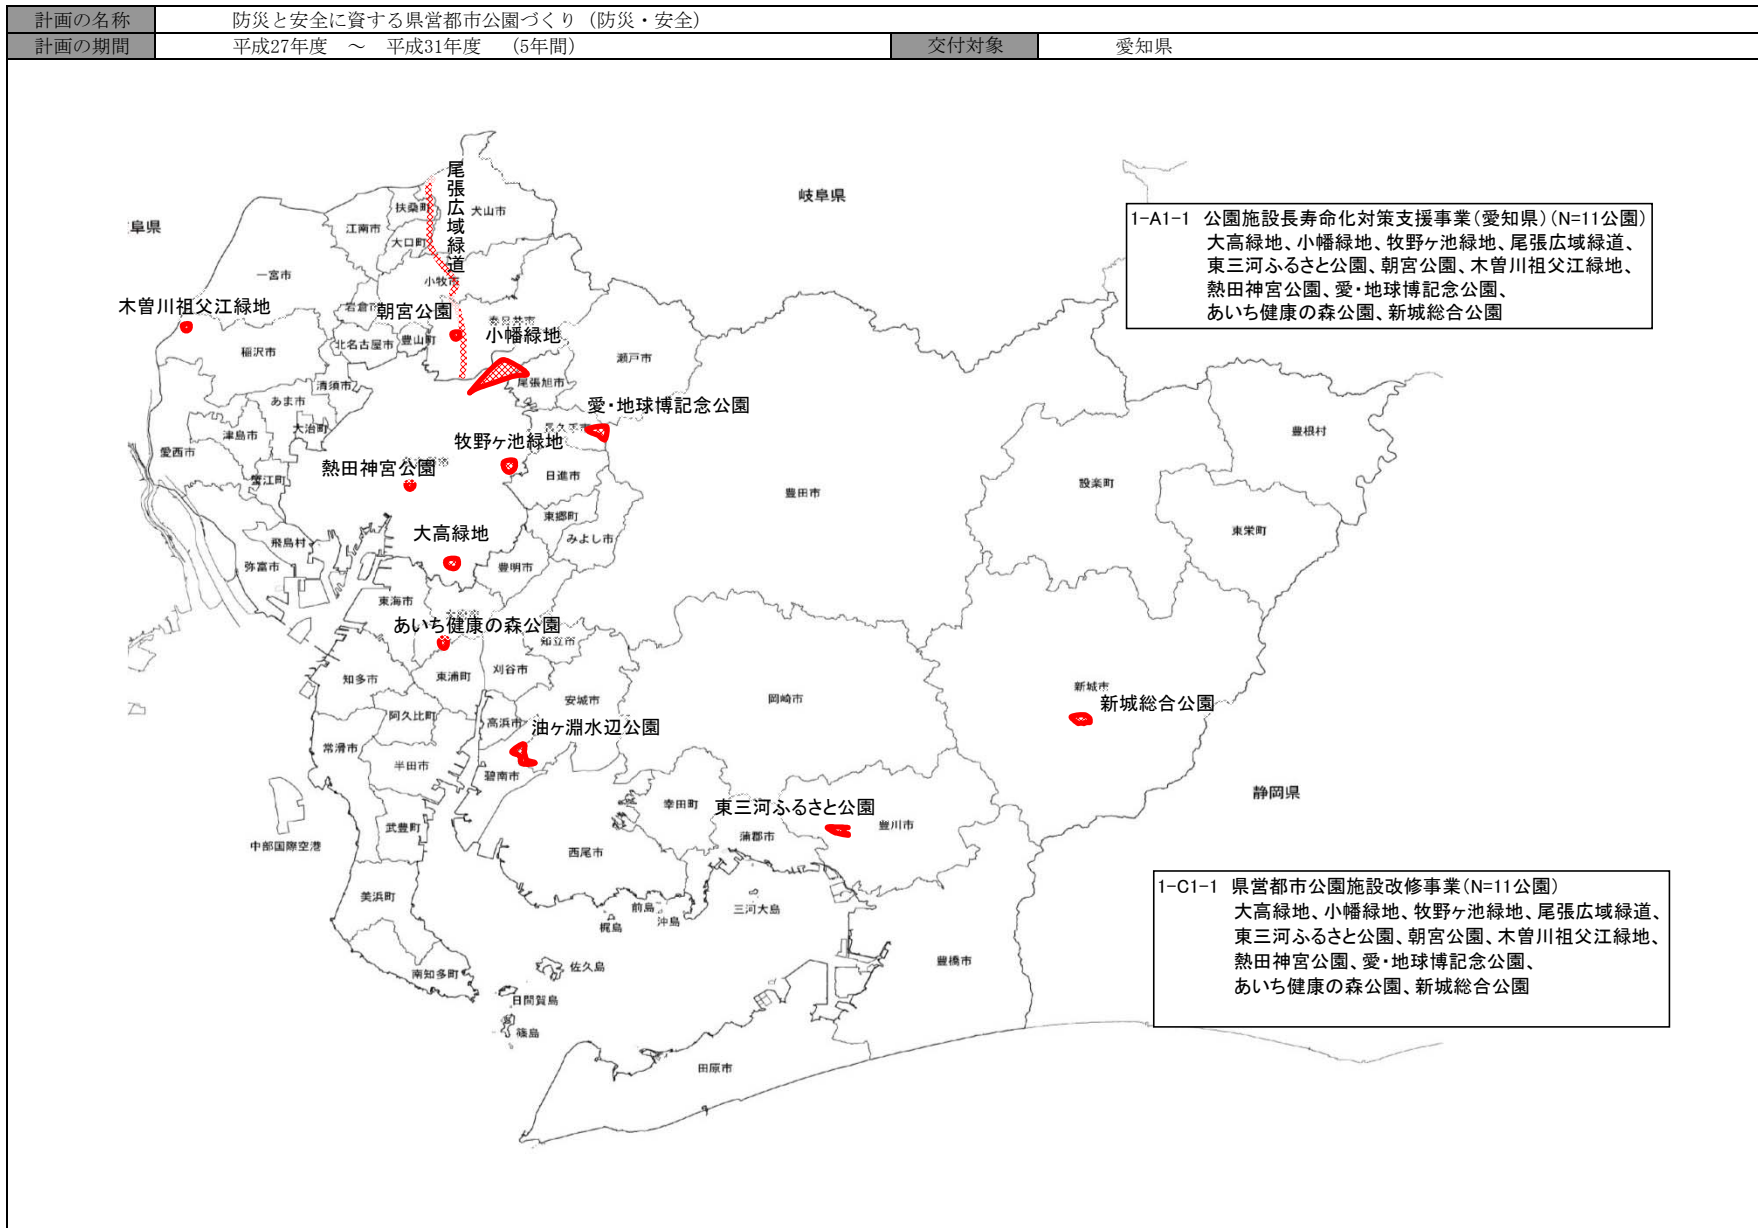 計画の名称 防災と安全に資する県営都市公園づくり（防災・安全）
計画の期間 平成27年度 ～ 平成31年度 （5年間） 交付対象 愛知県
岐阜県
阜県
尾張広域緑道
扶桑町
犬山市
江南市
大口町
一宮市
小牧市
木曽川祖父江緑地
岩倉市
朝宮公園
春日井市
小幡緑地
北名古屋市
豊山町
稲沢市
瀬戸市
清須市
尾張旭市
あま市
愛・地球博記念公園
大治町
津島市
長久手市
牧野ヶ池緑地
愛西市
熱田神宮公園
蟹江町
日進市
豊田市
設楽町
豊根村
東郷町
東栄町
大高緑地
みよし市
飛島村
弥富市
豊明市
東海市
あいち健康の森公園
知立市
知多市
東浦町
刈谷市
安城市
岡崎市
新城市
新城総合公園
阿久比町
高浜市
油ヶ淵水辺公園
常滑市
半田市
碧南市
静岡県
幸田町
東三河ふるさと公園
武豊町
蒲郡市
豊川市
中部国際空港
西尾市
美浜町
前島
沖島
三河大島
梶島
南知多町
佐久島
豊橋市
日間賀島
篠島
田原市
1-A1-1 公園施設長寿命化対策支援事業（愛知県）（N=11公園）
大高緑地、小幡緑地、牧野ヶ池緑地、尾張広域緑道、
東三河ふるさと公園、朝宮公園、木曽川祖父江緑地、
熱田神宮公園、愛・地球博記念公園、
あいち健康の森公園、新城総合公園
1-C1-1 県営都市公園施設改修事業（N=11公園）
大高緑地、小幡緑地、牧野ヶ池緑地、尾張広域緑道、
東三河ふるさと公園、朝宮公園、木曽川祖父江緑地、
熱田神宮公園、愛・地球博記念公園、
あいち健康の森公園、新城総合公園